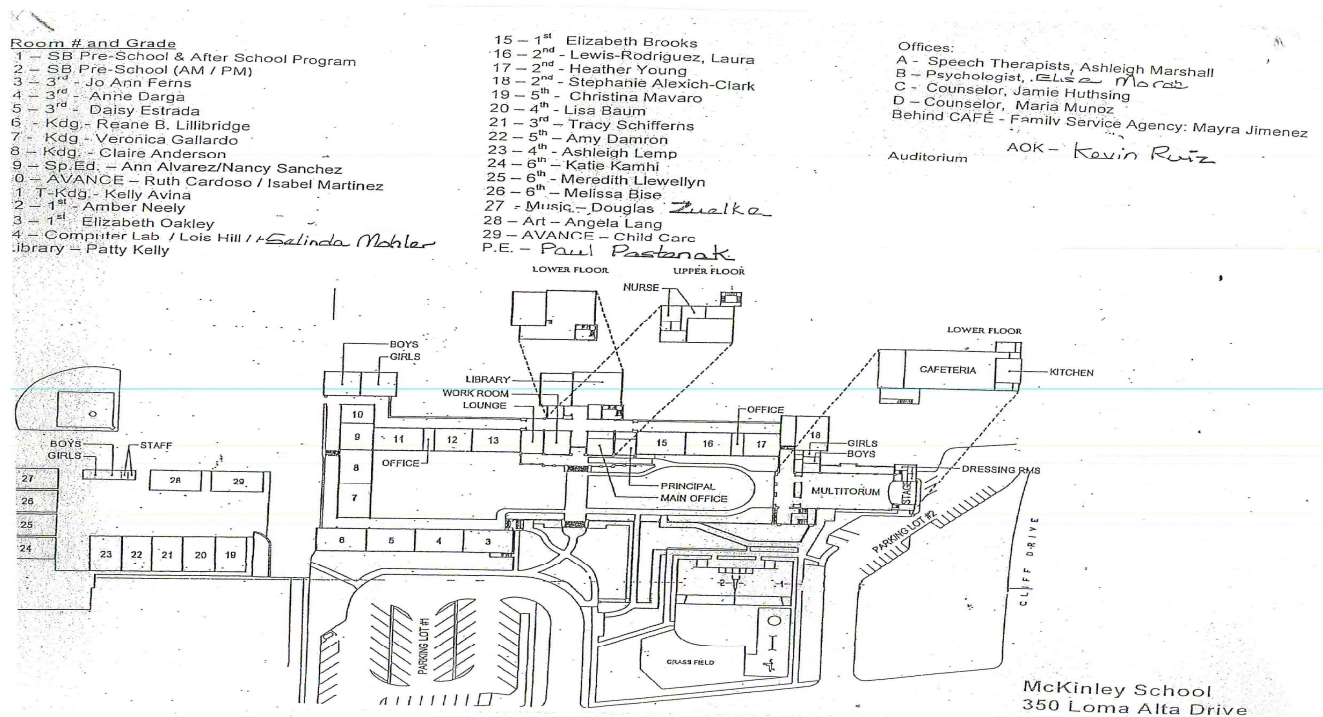 Room # and Grade
1 – SB Pre-School & After School Program
2 – SB Pre-School (AM / PM)
3 – 3rd - Jo Ann Ferns
4 – 3rd - Anne Darga
5 – 3rd - Daisy Estrada
6 - Kdg - Reane B. Lillibridge
7 - Kdg - Veronica Gallardo
8 – Kdg. - Claire Anderson
9 – Sp.Ed. – Ann Alvarez/Nancy Sanchez
0 – AVANCE – Ruth Cardoso / Isabel Martinez
1 T-Kdg.- Kelly Avina
2 – 1st - Amber Neely
3 – 1st Elizabeth Oakley
4 – Computer Lab / Lois Hill / Salinda Mohler
Library – Patty Kelly
15 – 1st Elizabeth Brooks
16 – 2nd - Lewis-Rodriguez, Laura
17 – 2nd - Heather Young
18 – 2nd - Stephanie Alexich-Clark
19 – 5th - Christina Mavaro
20 – 4th - Lisa Baum
21 – 3rd – Tracy Schifferns
22 – 5th – Amy Damron
23 – 4th - Ashleigh Lemp
24 – 6th – Katie Kamhi
25 – 6th - Meredith Llewellyn
26 – 6th – Melissa Bise
27 - Music – Douglas Zuelke
28 – Art – Angela Lang
29 – AVANCE – Child Care
P.E. – Paul Pastenak
Offices:
A - Speech Therapists, Ashleigh Marshall
B – Psychologist, Elisa
C - Counselor, Jamie Huthsing
D – Counselor, Maria Munoz
Behind CAFÉ - Family Service Agency: Mayra Jimenez
Auditorium AOK – Kevin Ruiz
LOWER FLOOR
UPPER FLOOR
NURSE
LOWER FLOOR
BOYS
GIRLS
CAFETERIA
KITCHEN
LIBRARY
WORK ROOM
LOUNGE
OFFICE
10
9
11
12
13
15
16
17
18
GIRLS
BOYS
BOYS
GIRLS
STAFF
OFFICE
8
7
DRESSING RMS
PRINCIPAL
MAIN OFFICE
MULTITORUM
STAGE
27
26
25
24
28
29
23
22
21
20
19
6
5
4
3
PARKING LOT #2
CLIFF DRIVE
2
1
PARKING LOT #1
GRASS FIELD
McKinley School
350 Loma Alta Drive